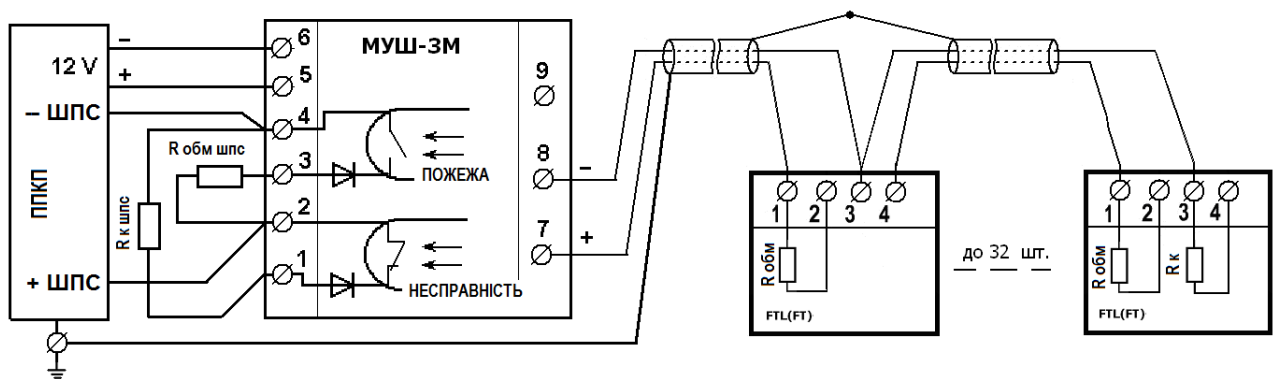 ППКП
12 V
–
+
– ШПС
+ ШПС
R обм шпс
R к шпс
МУШ-3М
6
5
4
3
2
1
ПОЖЕЖА
НЕСПРАВНІСТЬ
9
8
7
–
+
1 2 3 4
R обм
FTL(FT)
до 32 шт.
1 2 3 4
R обм
R к
FTL(FT)